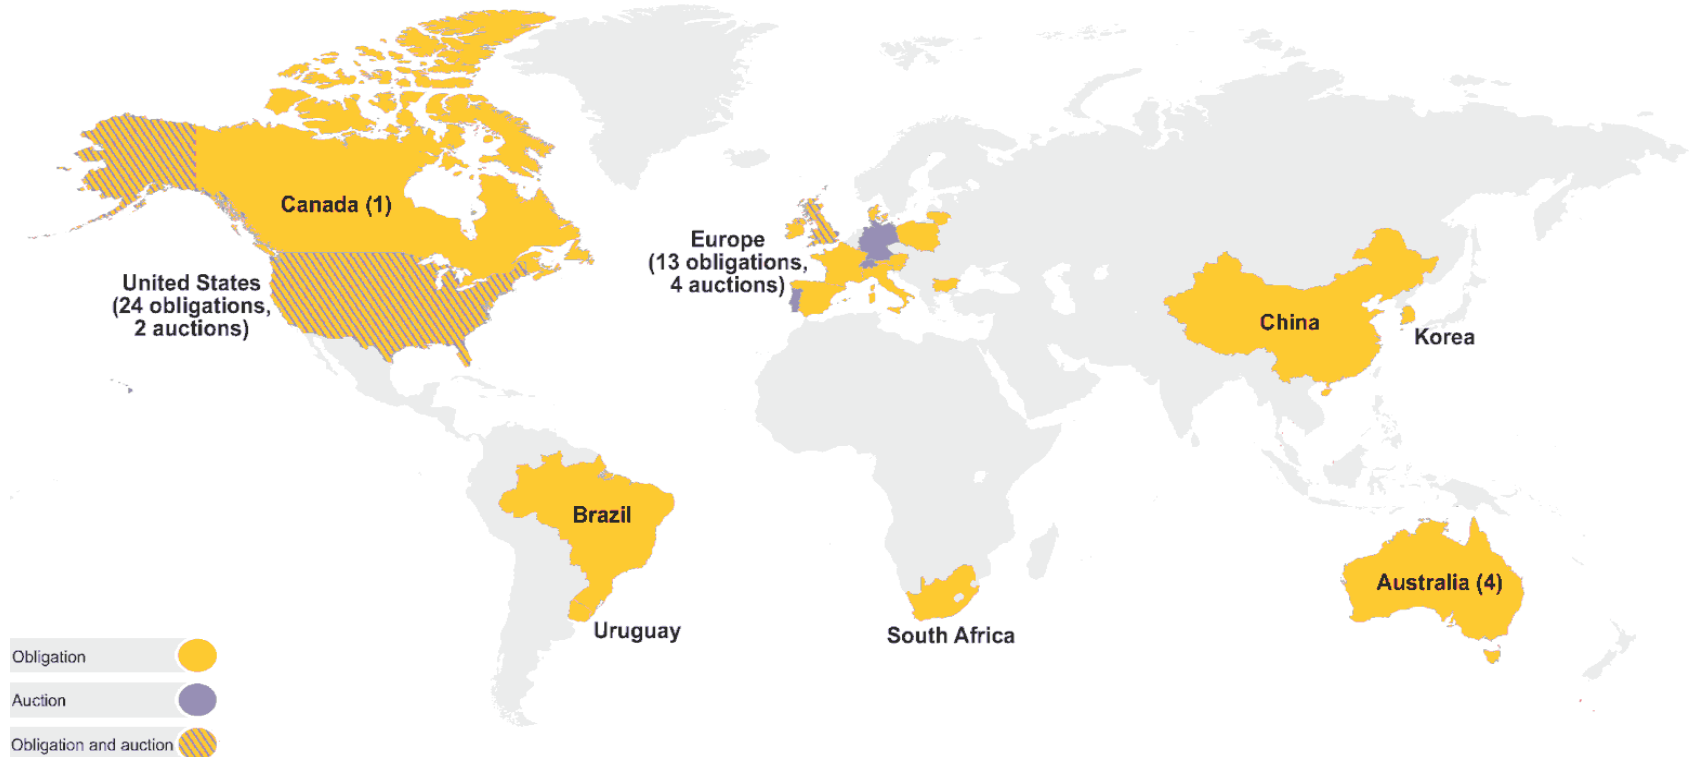 Canada (1)
United States
(24 obligations,
2 auctions)
Europe
(13 obligations,
4 auctions)
China
Korea
Brazil
Uruguay
South Africa
Australia (4)
Obligation
Auction
Obligation and auction